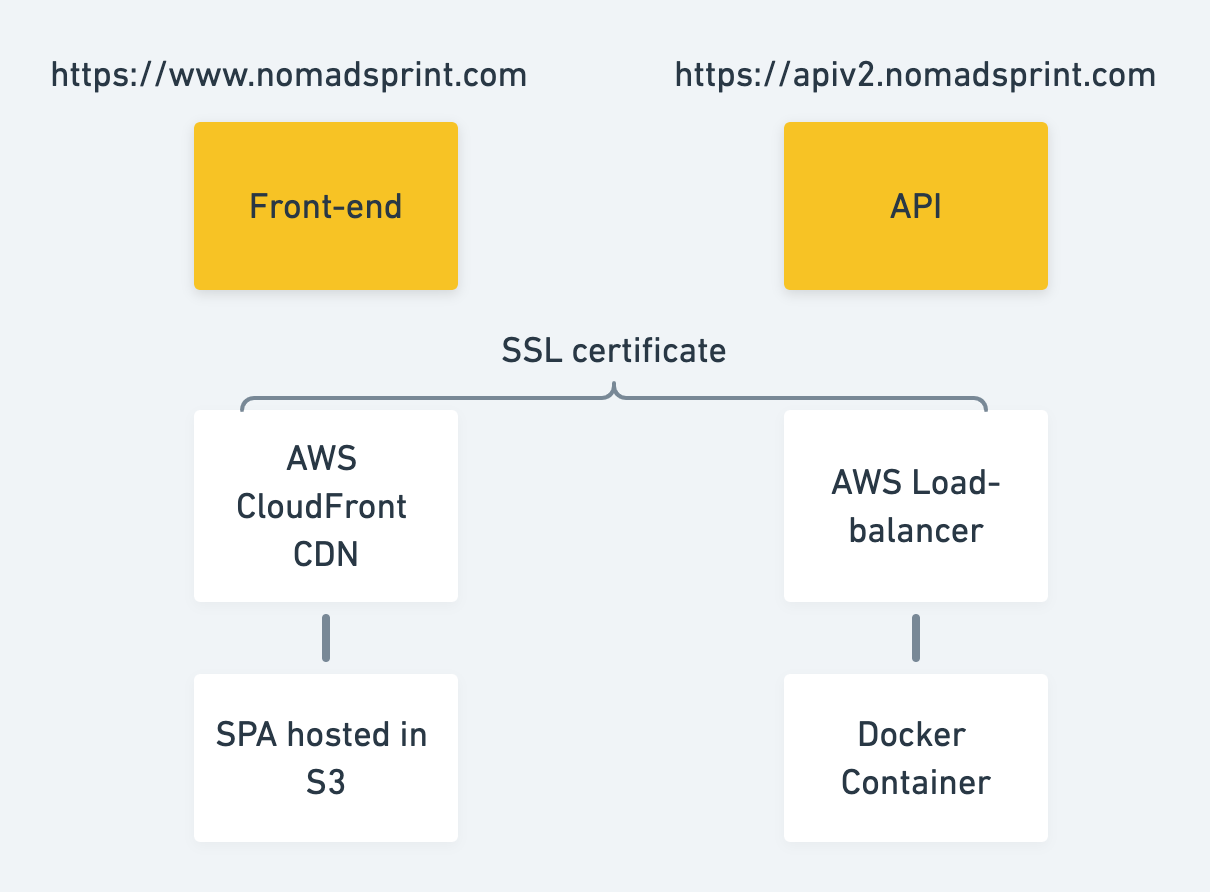 https://www.nomadsprint.com
https://apiv2.nomadsprint.com
Front-end
API
SSL certificate
AWS
CloudFront
CDN
AWS Load-
balancer
SPA hosted in
S3
Docker
Container